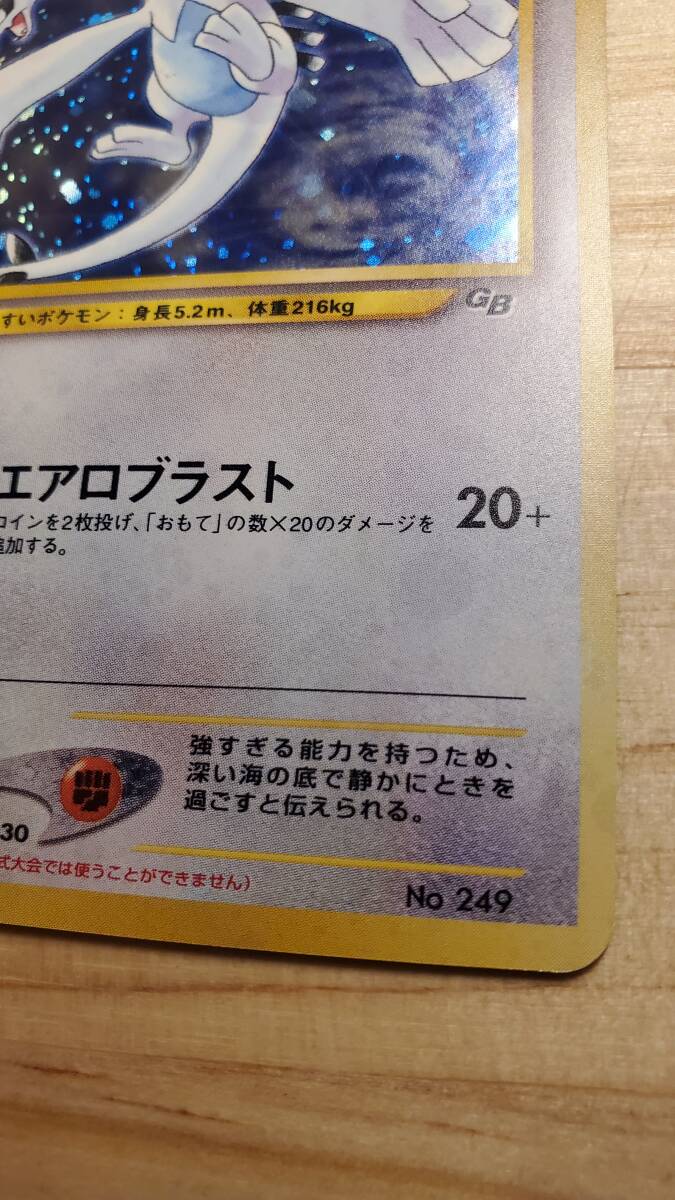 すいポケモン：身長5.2m、体重216kg
GB
エアロブラスト
20+
コインを2枚投げ、「おもて」の数×20のダメージを
追加する。
強すぎる能力を持つため、
深い海の底で静かにときを
過ごすと伝えられる。
30
式大会では使うことができません）
No 249